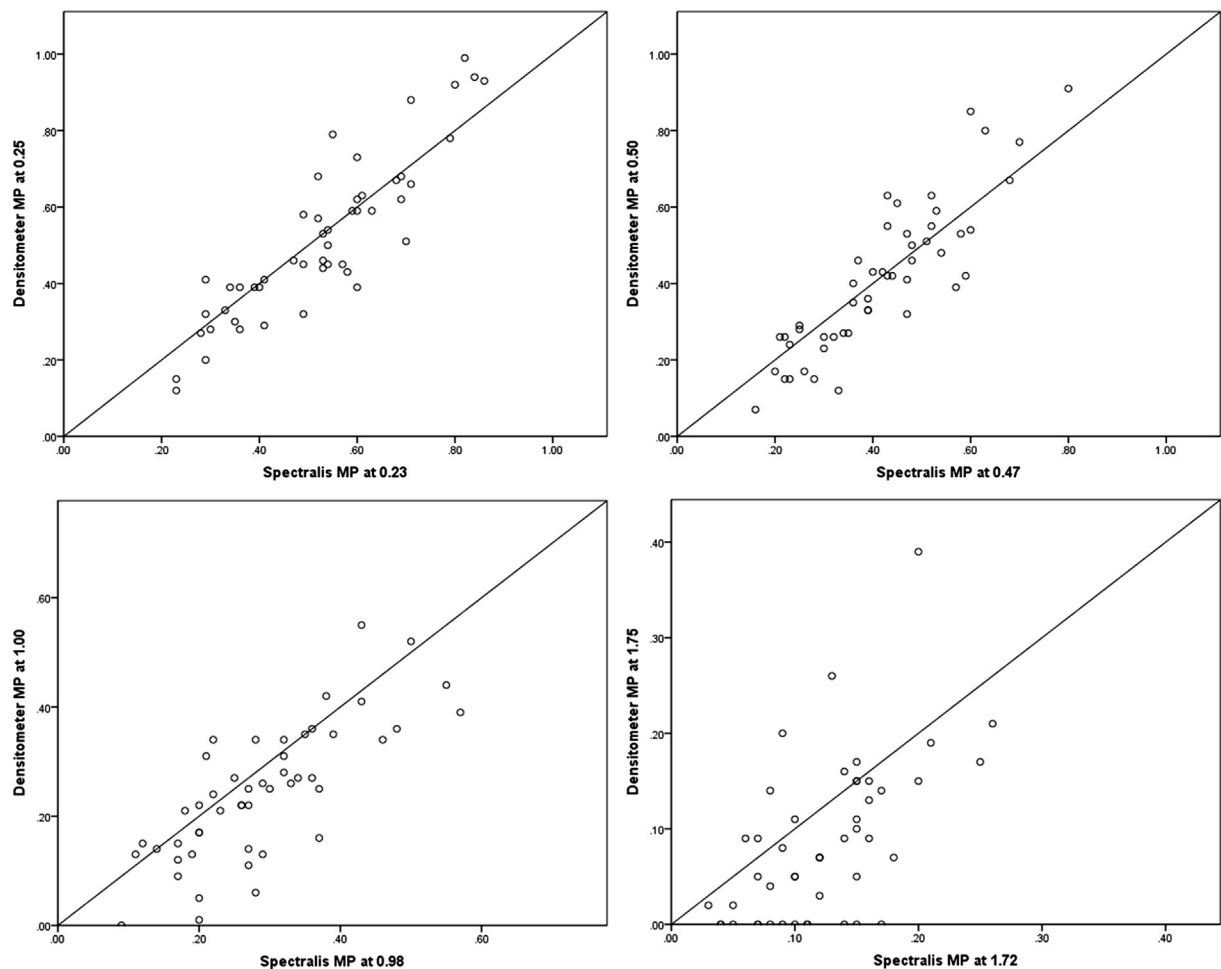 1.00
.80
.60
.40
.20
.00
Densitometer MP at 0.25
.00 .20 .40 .60 .80 1.00
Spectralis MP at 0.23
1.00
.80
.60
.40
.20
.00
Densitometer MP at 0.50
.00 .20 .40 .60 .80 1.00
Spectralis MP at 0.47
.60
.40
.20
.00
Densitometer MP at 1.00
.00 .20 .40 .60
Spectralis MP at 0.98
.40
.30
.20
.10
.00
Densitometer MP at 1.75
.00 .10 .20 .30 .40
Spectralis MP at 1.72